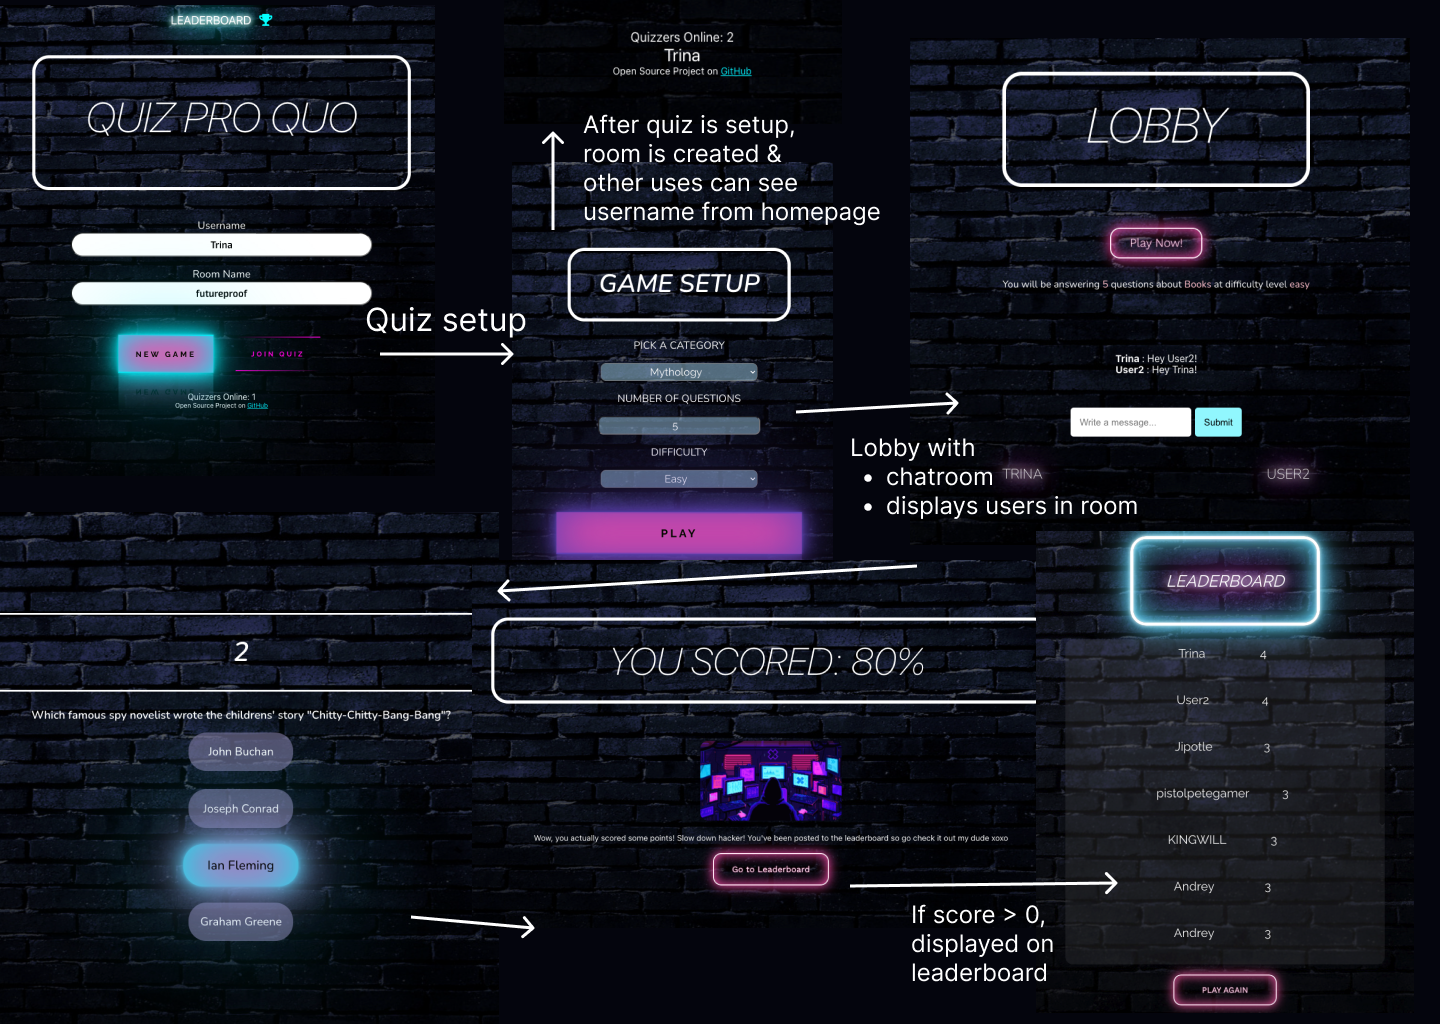 LEADERBOARD
QUIZ PRO QUO
Username
Trina
Room Name
futureproof
NEW GAME
JOIN QUIZ
Quizzers Online: 1
Open Source Project on GitHub
Quiz setup
Quizzers Online: 2
Trina
Open Source Project on GitHub
After quiz is setup,
room is created &
other uses can see
username from homepage
GAME SETUP
PICK A CATEGORY
Mythology
NUMBER OF QUESTIONS
5
DIFFICULTY
Easy
PLAY
LOBBY
Play Now!
You will be answering 5 questions about Books at difficulty level easy
Trina : Hey User2!
User2 : Hey Trina!
Write a message...
Submit
TRINA
USER2
Lobby with
• chatroom
• displays users in room
2
Which famous spy novelist wrote the childrens' story "Chitty-Chitty-Bang-Bang"?
John Buchan
Joseph Conrad
Ian Fleming
Graham Greene
YOU SCORED: 80%
Wow, you actually scored some points! Slow down hacker! You've been posted to the leaderboard so go check it out my dude xoxo
Go to Leaderboard
If score > 0,
displayed on
leaderboard
LEADERBOARD
Trina 4
User2 4
Jipotle 3
pistolpetegamer 3
KINGWILL 3
Andrey 3
Andrey 3
PLAY AGAIN